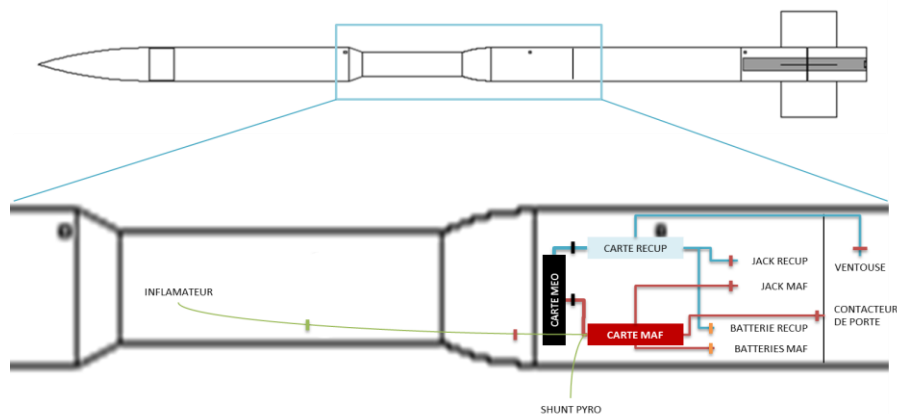 CARTE RECUP
JACK RECUP
VENTOUSE
JACK MAF
INFLAMATEUR
CARTE MEO
CONTACTEUR
DE PORTE
BATTERIE RECUP
CARTE MAF
BATTERIES MAF
SHUNT PYRO